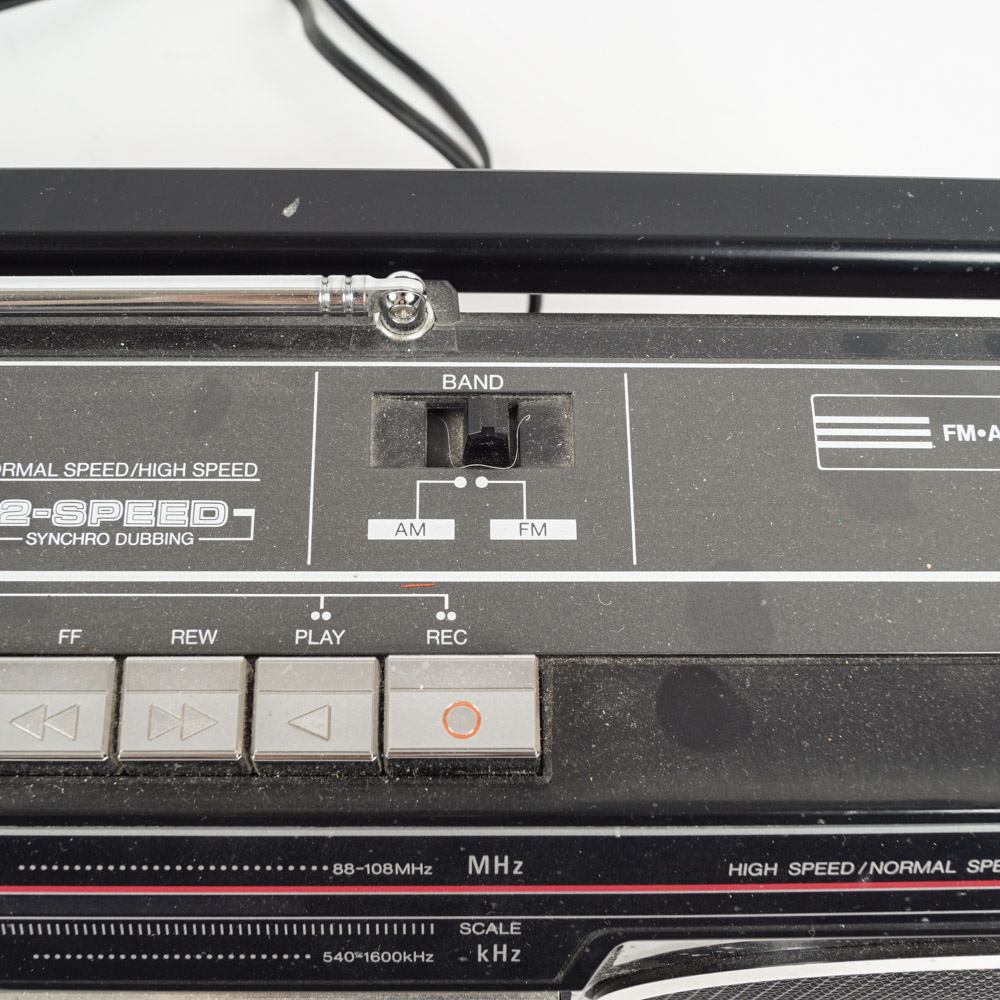 BAND
FM•A
ORMAL SPEED/HIGH SPEED
2-SPEED
SYNCHRO DUBBING
AM
FM
FF
REW
PLAY
REC
88-108MHz MHz
HIGH SPEED/NORMAL SPE
SCALE
540-1600kHz kHz